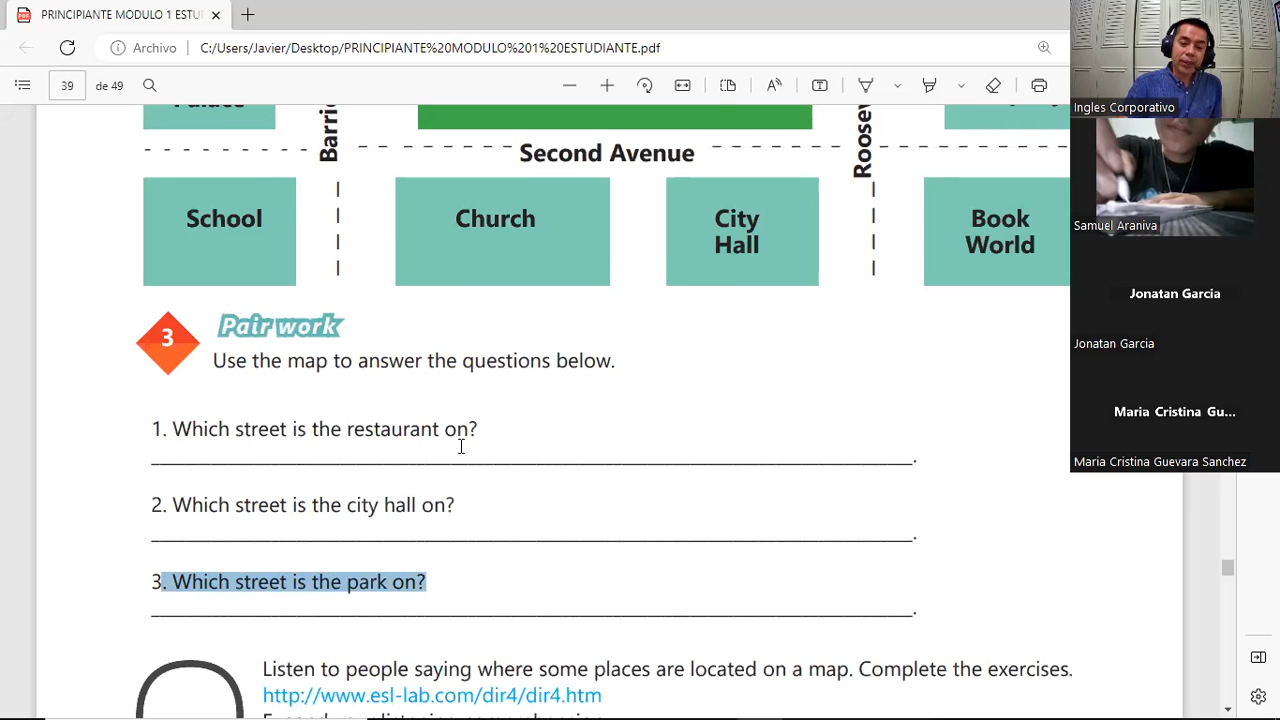 PRINCIPIANTE MODULO 1 ESTU
Archivo
C:/Users/Javier/Desktop/PRINCIPIANTE%20MODULO%201%20ESTUDIANTE.pdf
39
de 49
Second Avenue
School
Church
City
Hall
Book
World
3
Pair work
Use the map to answer the questions below.
1. Which street is the restaurant on?
2. Which street is the city hall on?
3. Which street is the park on?
Listen to people saying where some places are located on a map. Complete the exercises.
http://www.esl-lab.com/dir4/dir4.htm
Ingles Corporativo
Samuel Araniva
Jonatan Garcia
Jonatan Garcia
Maria Cristina Gu...
Maria Cristina Guevara Sanchez